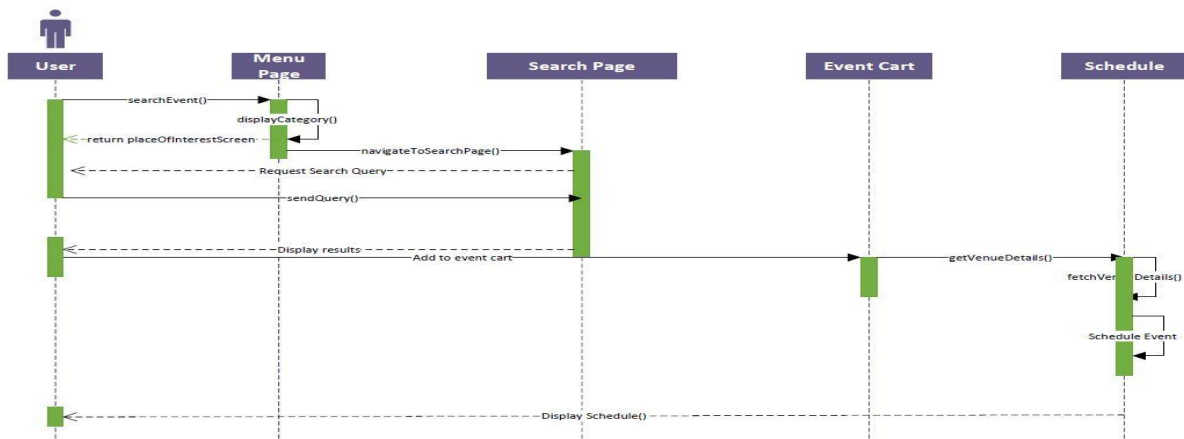 User
Menu
Page
Search Page
Event Cart
Schedule
searchEvent()
displayCategory()
return placeOfInterestScreen
navigateToSearchPage()
Request Search Query
sendQuery()
Display results
Add to event cart
getVenueDetails()
fetchVen Details()
Schedule Event
Display Schedule()